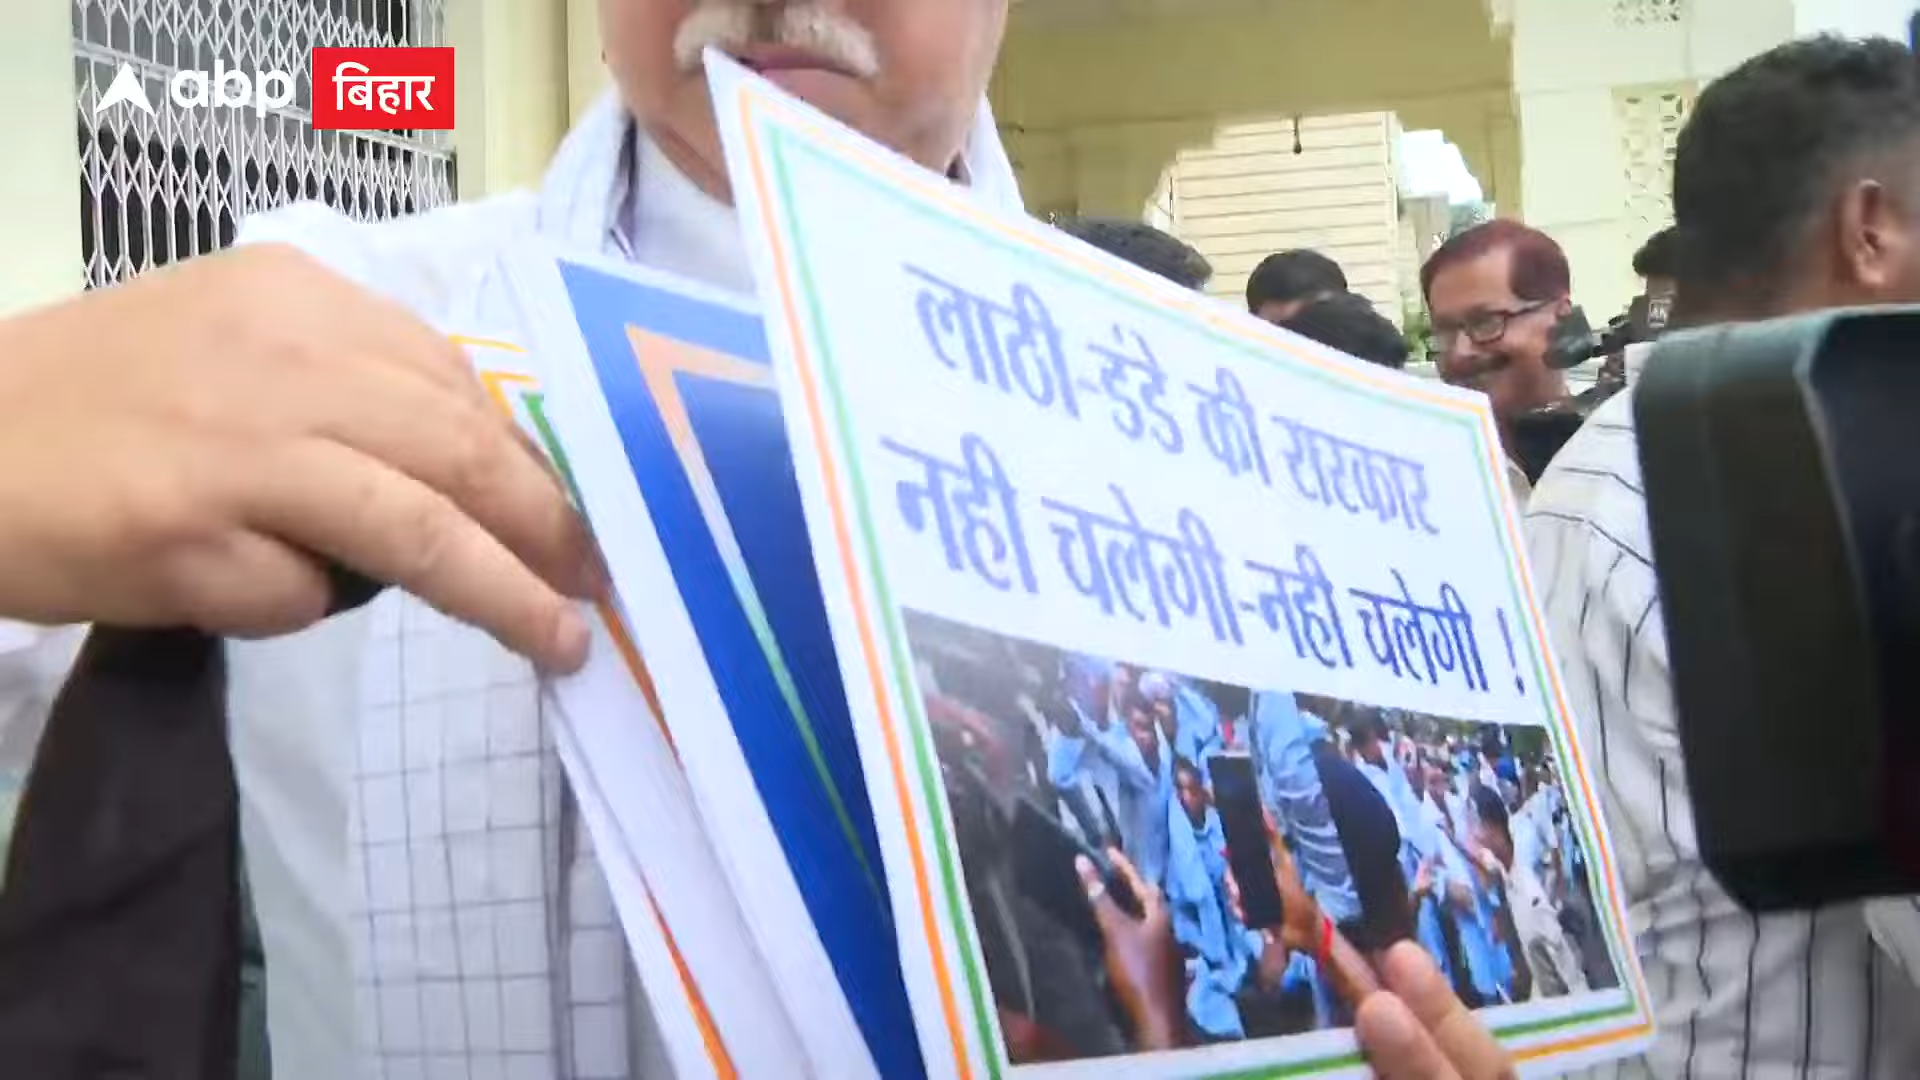 abp बिहार
लाठी-डंडे की सरकार
नही चलेगी-नही चलेगी !